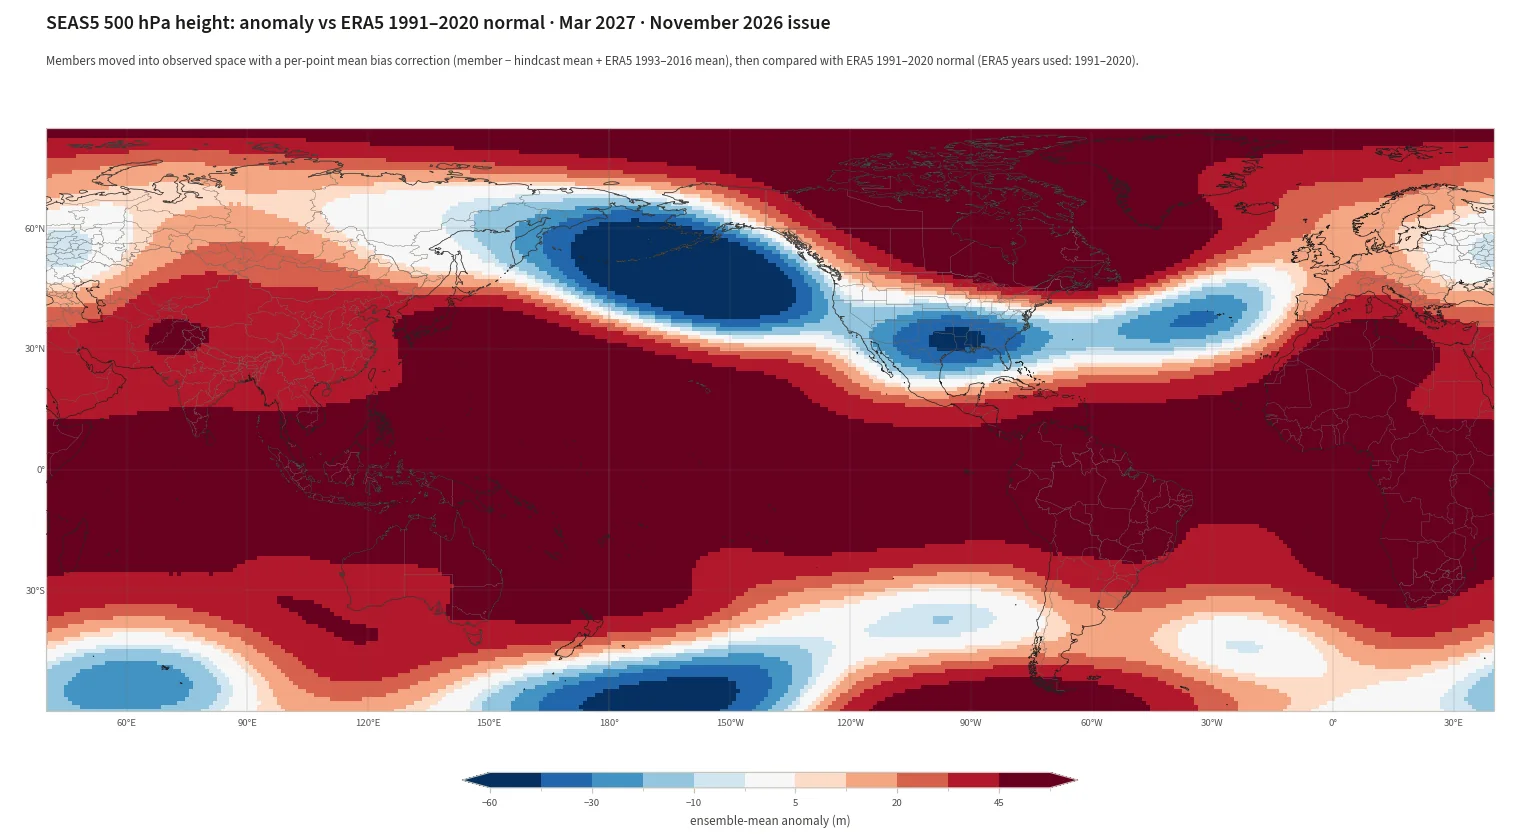 SEAS5 500 hPa height: anomaly vs ERA5 1991–2020 normal · Mar 2027 · November 2026 issue
Members moved into observed space with a per-point mean bias correction (member − hindcast mean + ERA5 1993–2016 mean), then compared with ERA5 1991–2020 normal (ERA5 years used: 1991–2020).
60°N
30°N
0°
30°S
60°E 90°E 120°E 150°E 180° 150°W 120°W 90°W 60°W 30°W 0° 30°E
−60 −30 −10 5 20 45
ensemble-mean anomaly (m)